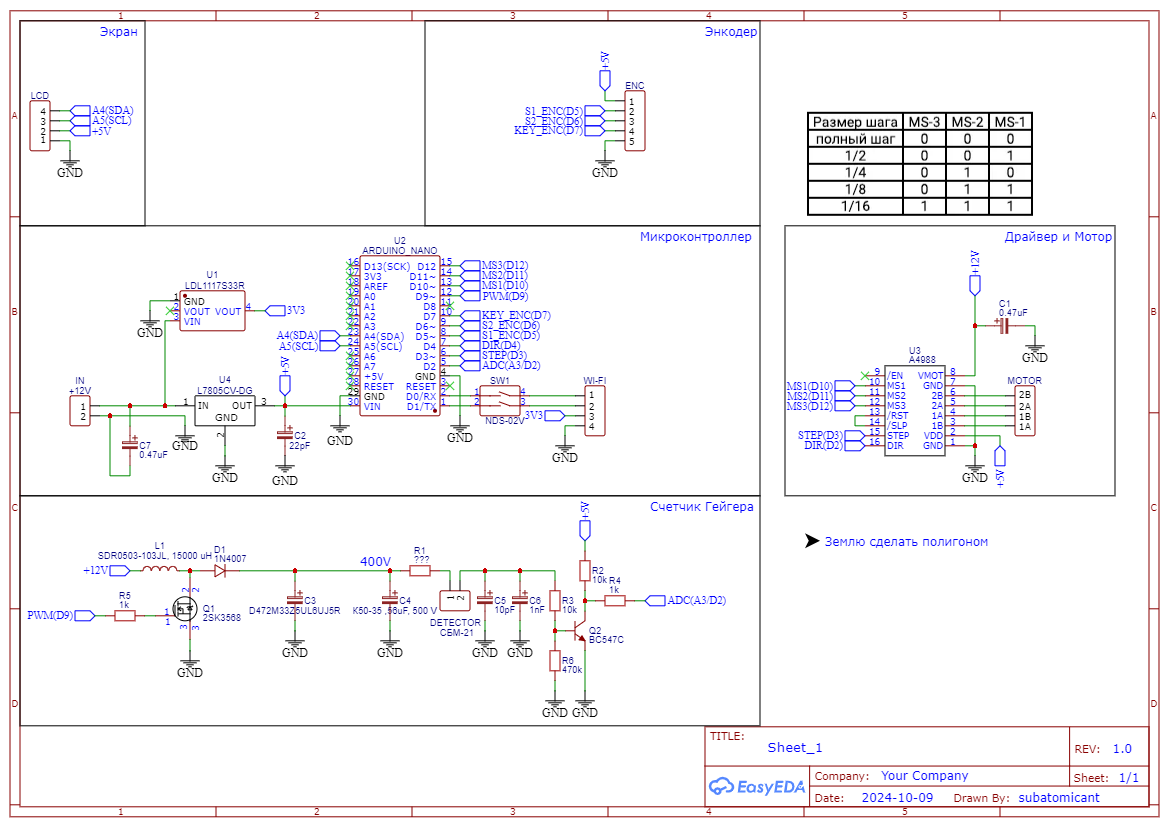 1 2 3 4 5
A
B
C
D
Экран
LCD
4 A4(SDA)
3 A5(SCL)
2 +5V
1
GND
Энкодер
+5V
ENC
1
S1_ENC(D5) 2
S2_ENC(D6) 3
KEY_ENC(D7) 4
5
GND
Размер шага MS-3 MS-2 MS-1
полный шаг 0 0 0
1/2 0 0 1
1/4 0 1 0
1/8 0 1 1
1/16 1 1 1
Микроконтроллер
U1
LDL1117S33R
1 GND
2 VOUT VOUT 4 3V3
3 VIN
GND
IN
+12V
1
2
C7
0.47uF
GND
U4
L7805CV-DG
1 IN OUT 3
GND
2
GND
+5V
C2
22pF
GND
U2
ARDUINO_NANO
16 D13(SCK) D12 15 MS3(D12)
17 3V3 D11~ 14 MS2(D11)
18 AREF D10~ 13 MS1(D10)
19 A0 D9~ 12 PWM(D9)
20 A1 D8 11
21 A2 D7 10 KEY_ENC(D7)
22 A3 D6~ 9 S2_ENC(D6)
A4(SDA) 23 A4(SDA) D5~ 8 S1_ENC(D5)
A5(SCL) 24 A5(SCL) D4 7 DIR(D4)
25 A6 D3~ 6 STEP(D3)
26 A7 D2 5 ADC(A3/D2)
27 +5V GND 4
28 RESET RESET 3
29 GND D0/RX 2
30 VIN D1/TX 1
GND
GND
SW1
1 4
2 3
NDS-02V
3V3
WI-FI
1
2
3
4
GND
Драйвер и Мотор
+12V
C1
0.47uF
GND
U3
A4988
9 /EN VMOT 8
MS1(D10) 10 MS1 GND 7
MS2(D11) 11 MS2 2B 6
MS3(D12) 12 MS3 2A 5
13 /RST 1A 4
14 /SLP 1B 3
STEP(D3) 15 STEP VDD 2
DIR(D2) 16 DIR GND 1
MOTOR
2B
2A
1B
1A
GND
+5V
Счетчик Гейгера
+12V
L1
SDR0503-103JL, 15000 uH
D1
1N4007
PWM(D9)
R5
1k
1
1
2 2
3 3
Q1
2SK3568
GND
C3
D472M33Z5UL6UJ5R
GND
400V
C4
K50-35 ,56uF, 500 V
GND
R1
???
1 2
DETECTOR
СБМ-21
C5
10pF
GND
C6
1nF
GND
R3
10k
R6
470k
GND
+5V
R2
10k
R4
1k
ADC(A3/D2)
Q2
BC547C
GND
Землю сделать полигоном
TITLE:
Sheet_1
REV: 1.0
EasyEDA
Company: Your Company
Sheet: 1/1
Date: 2024-10-09 Drawn By: subatomicant
A
B
C
D
1 2 3 4 5